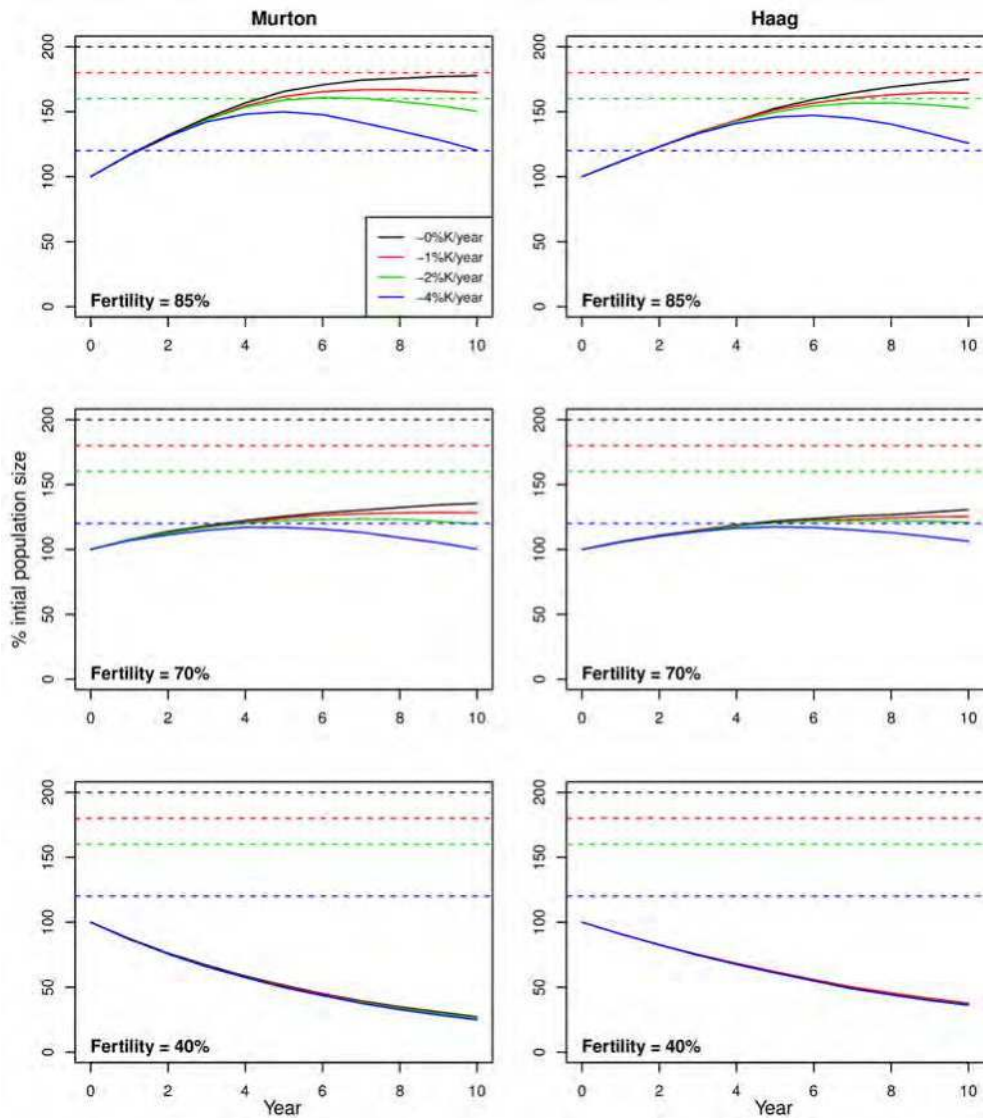 Murton
Haag
200
150
100
50
0
−0%K/year
−1%K/year
−2%K/year
−4%K/year
Fertility = 85%
0 2 4 6 8 10
200
150
100
50
0
Fertility = 85%
0 2 4 6 8 10
% intial population size
200
150
100
50
0
Fertility = 70%
0 2 4 6 8 10
200
150
100
50
0
Fertility = 70%
0 2 4 6 8 10
200
150
100
50
0
Fertility = 40%
0 2 4 6 8 10
Year
200
150
100
50
0
Fertility = 40%
0 2 4 6 8 10
Year